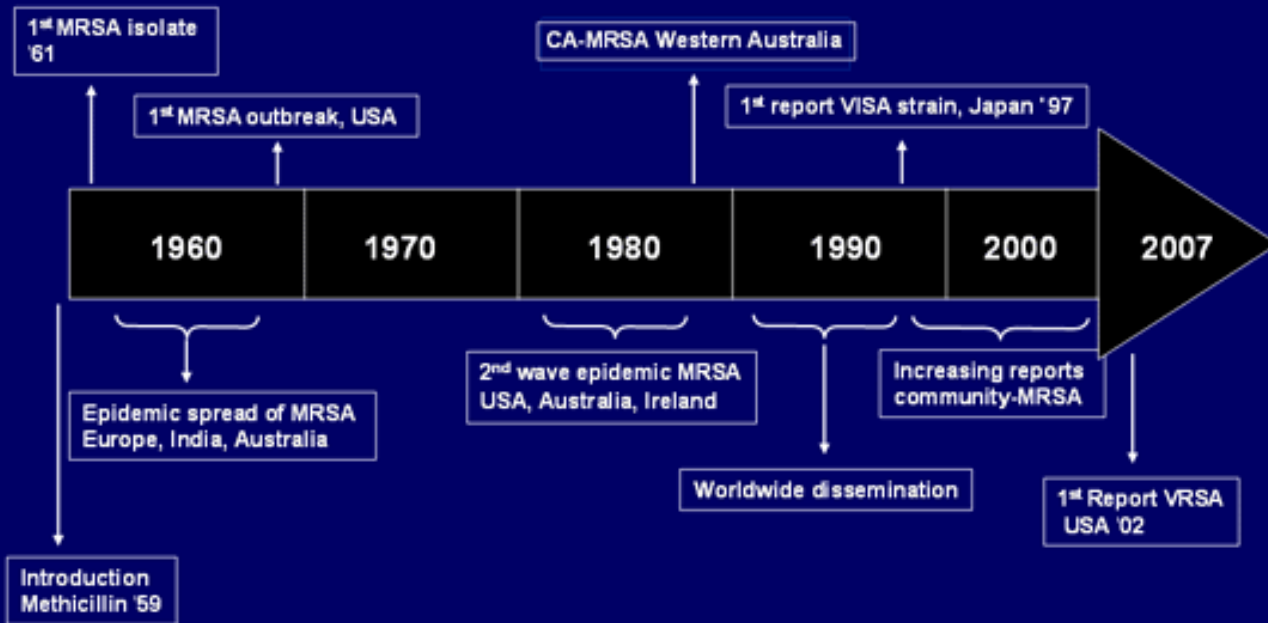 1st MRSA isolate
'61
CA-MRSA Western Australia
1st MRSA outbreak, USA
1st report VISA strain, Japan '97
1960
1970
1980
1990
2000
2007
Epidemic spread of MRSA
Europe, India, Australia
2nd wave epidemic MRSA
USA, Australia, Ireland
Increasing reports
community-MRSA
Worldwide dissemination
1st Report VRSA
USA '02
Introduction
Methicillin '59